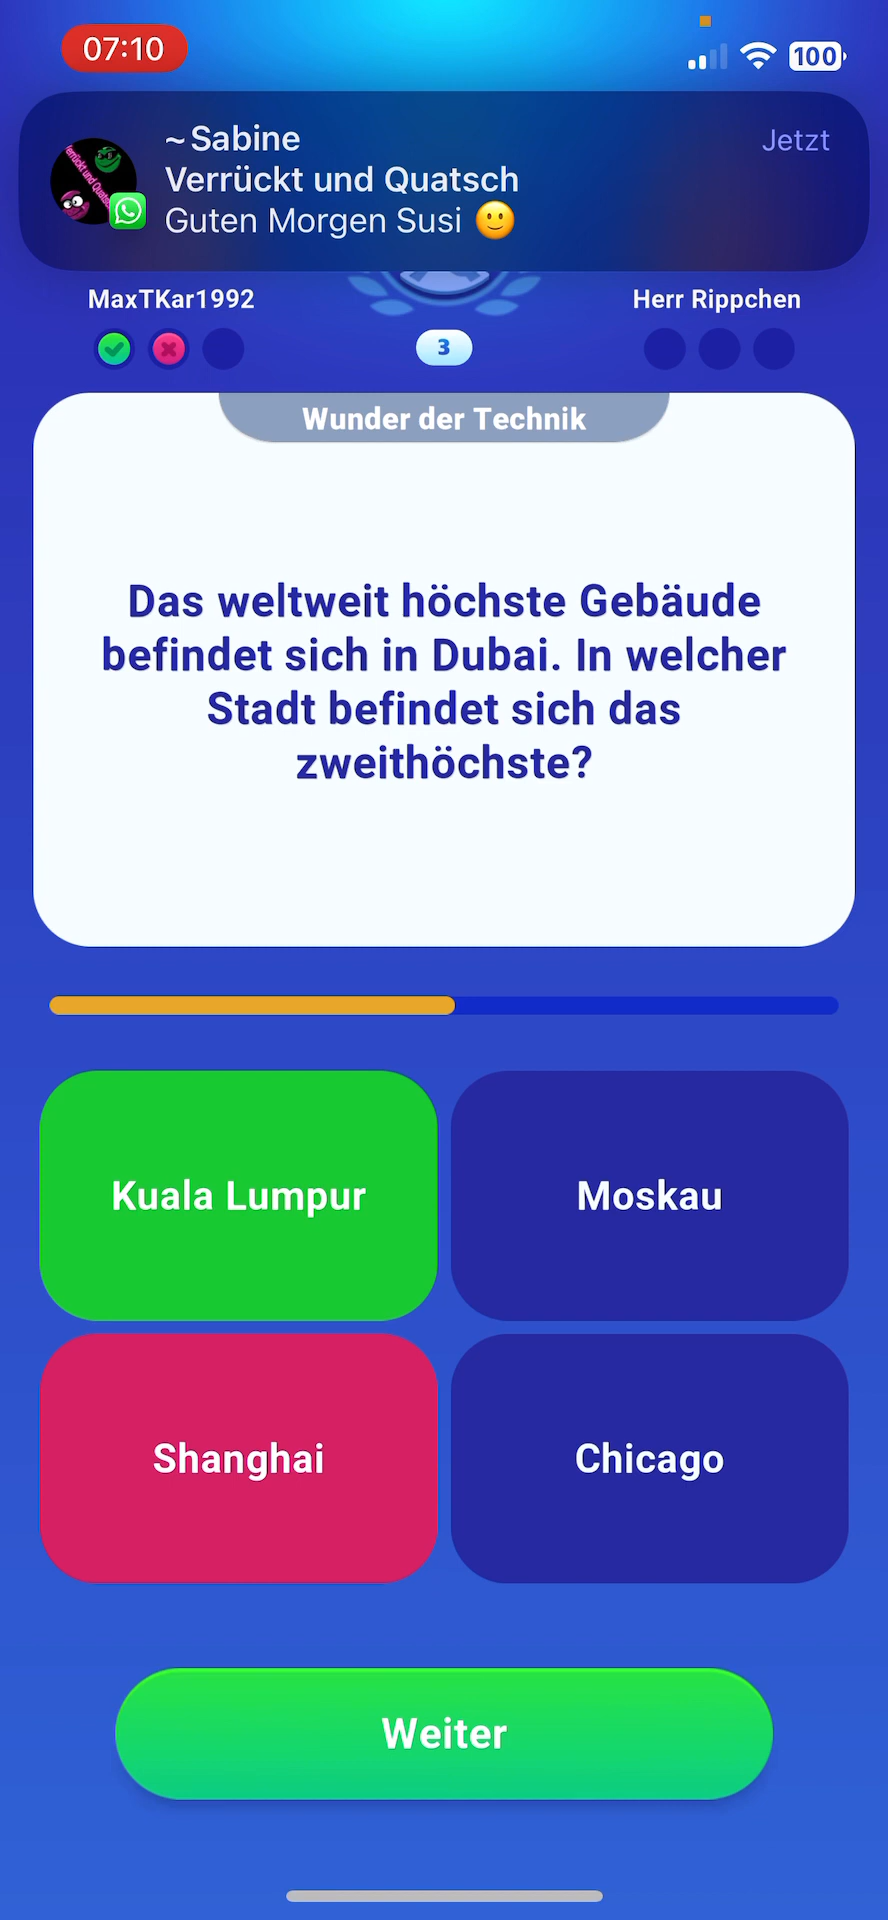 07:10
100
~Sabine
Jetzt
Verrückt und Quatsch
Guten Morgen Susi 🙂
MaxTKar1992
Herr Rippchen
3
Wunder der Technik
Das weltweit höchste Gebäude
befindet sich in Dubai. In welcher
Stadt befindet sich das
zweithöchste?
Kuala Lumpur
Moskau
Shanghai
Chicago
Weiter